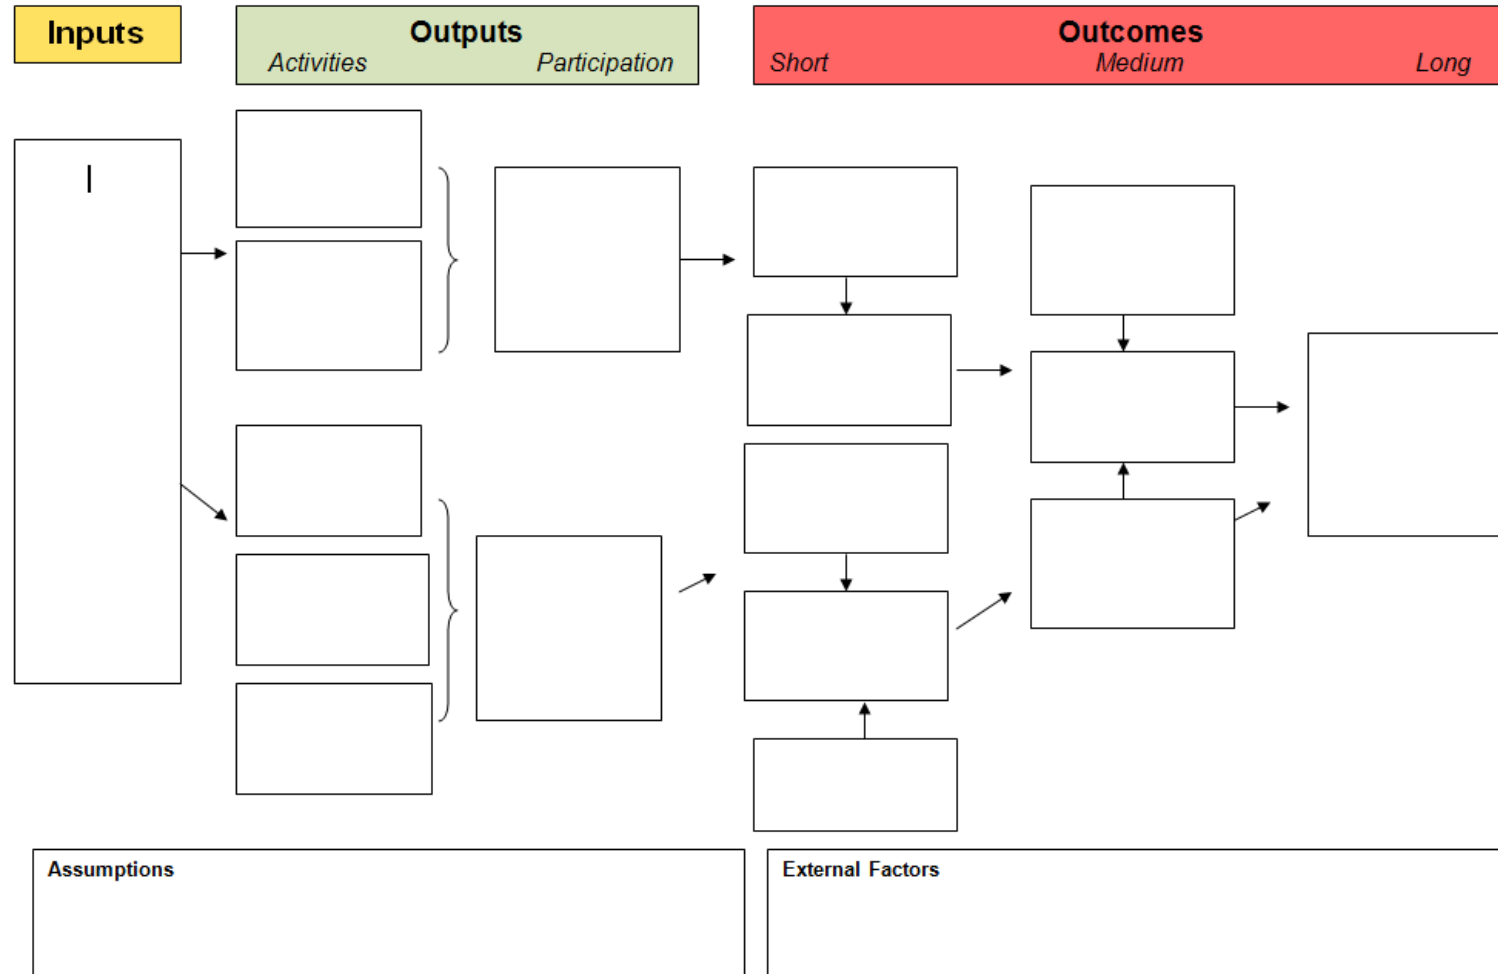 Inputs
Outputs
Activities Participation
Outcomes
Short Medium Long
Assumptions
External Factors